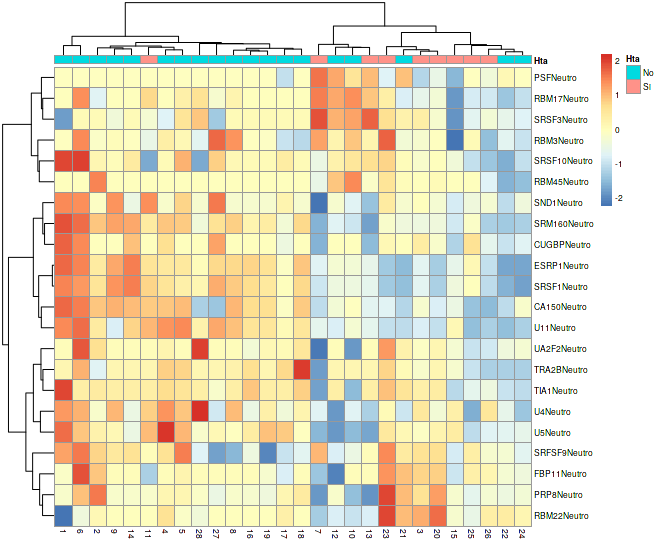 Hta
PSFNeutro
RBM17Neutro
SRSF3Neutro
RBM3Neutro
SRSF10Neutro
RBM45Neutro
SND1Neutro
SRM160Neutro
CUGBPNeutro
ESRP1Neutro
SRSF1Neutro
CA150Neutro
U11Neutro
UA2F2Neutro
TRA2BNeutro
TIA1Neutro
U4Neutro
U5Neutro
SRFSF9Neutro
FBP11Neutro
PRP8Neutro
RBM22Neutro
1 6 2 9 14 11 4 5 28 27 8 16 19 17 18 7 12 10 13 23 21 3 20 15 25 26 22 24
2
1
0
-1
-2
Hta
No
Si